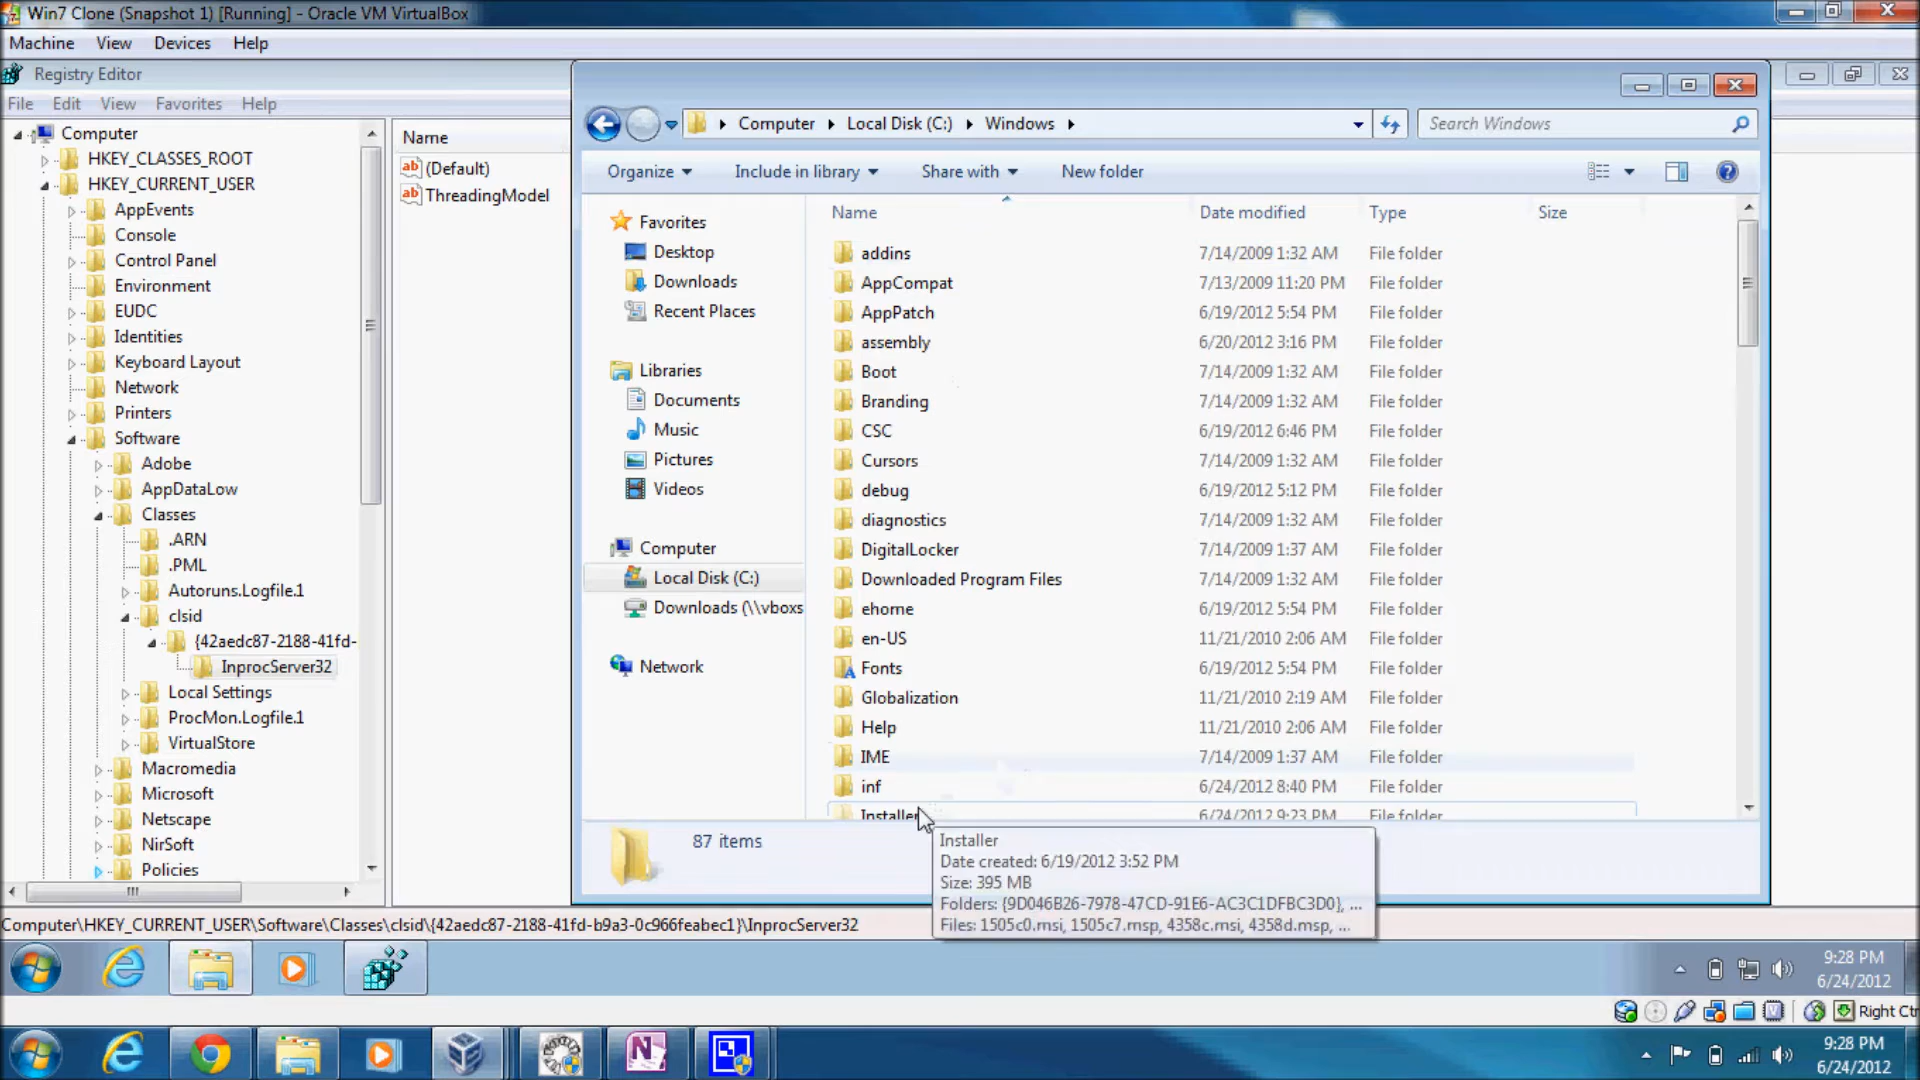 Win7 Clone (Snapshot 1) [Running] - Oracle VM VirtualBox
Machine View Devices Help
Registry Editor
File Edit View Favorites Help
Computer
HKEY_CLASSES_ROOT
HKEY_CURRENT_USER
AppEvents
Console
Control Panel
Environment
EUDC
Identities
Keyboard Layout
Network
Printers
Software
Adobe
AppDataLow
Classes
.ARN
.PML
Autoruns.Logfile.1
clsid
{42aedc87-2188-41fd-
InprocServer32
Local Settings
ProcMon.Logfile.1
VirtualStore
Macromedia
Microsoft
Netscape
NirSoft
Policies
Name
ab (Default)
ab ThreadingModel
Computer Local Disk (C:) Windows
Search Windows
Organize Include in library Share with New folder
Favorites
Desktop
Downloads
Recent Places
Libraries
Documents
Music
Pictures
Videos
Computer
Local Disk (C:)
Downloads (\\vboxs
Network
Name Date modified Type Size
addins 7/14/2009 1:32 AM File folder
AppCompat 7/13/2009 11:20 PM File folder
AppPatch 6/19/2012 5:54 PM File folder
assembly 6/20/2012 3:16 PM File folder
Boot 7/14/2009 1:32 AM File folder
Branding 7/14/2009 1:32 AM File folder
CSC 6/19/2012 6:46 PM File folder
Cursors 7/14/2009 1:32 AM File folder
debug 6/19/2012 5:12 PM File folder
diagnostics 7/14/2009 1:32 AM File folder
DigitalLocker 7/14/2009 1:37 AM File folder
Downloaded Program Files 7/14/2009 1:32 AM File folder
ehome 6/19/2012 5:54 PM File folder
en-US 11/21/2010 2:06 AM File folder
Fonts 6/19/2012 5:54 PM File folder
Globalization 11/21/2010 2:19 AM File folder
Help 11/21/2010 2:06 AM File folder
IME 7/14/2009 1:37 AM File folder
inf 6/24/2012 8:40 PM File folder
Installer 6/24/2012 9:23 PM File folder
87 items
Installer
Date created: 6/19/2012 3:52 PM
Size: 395 MB
Folders: {9D046B26-7978-47CD-91E6-AC3C1DFBC3D0}, ...
Files: 1505c0.msi, 1505c7.msp, 4358c.msi, 4358d.msp, ...
Computer\HKEY_CURRENT_USER\Software\Classes\clsid\{42aedc87-2188-41fd-b9a3-0c966feabec1}\InprocServer32
9:28 PM
6/24/2012
Right Ctr
9:28 PM
6/24/2012